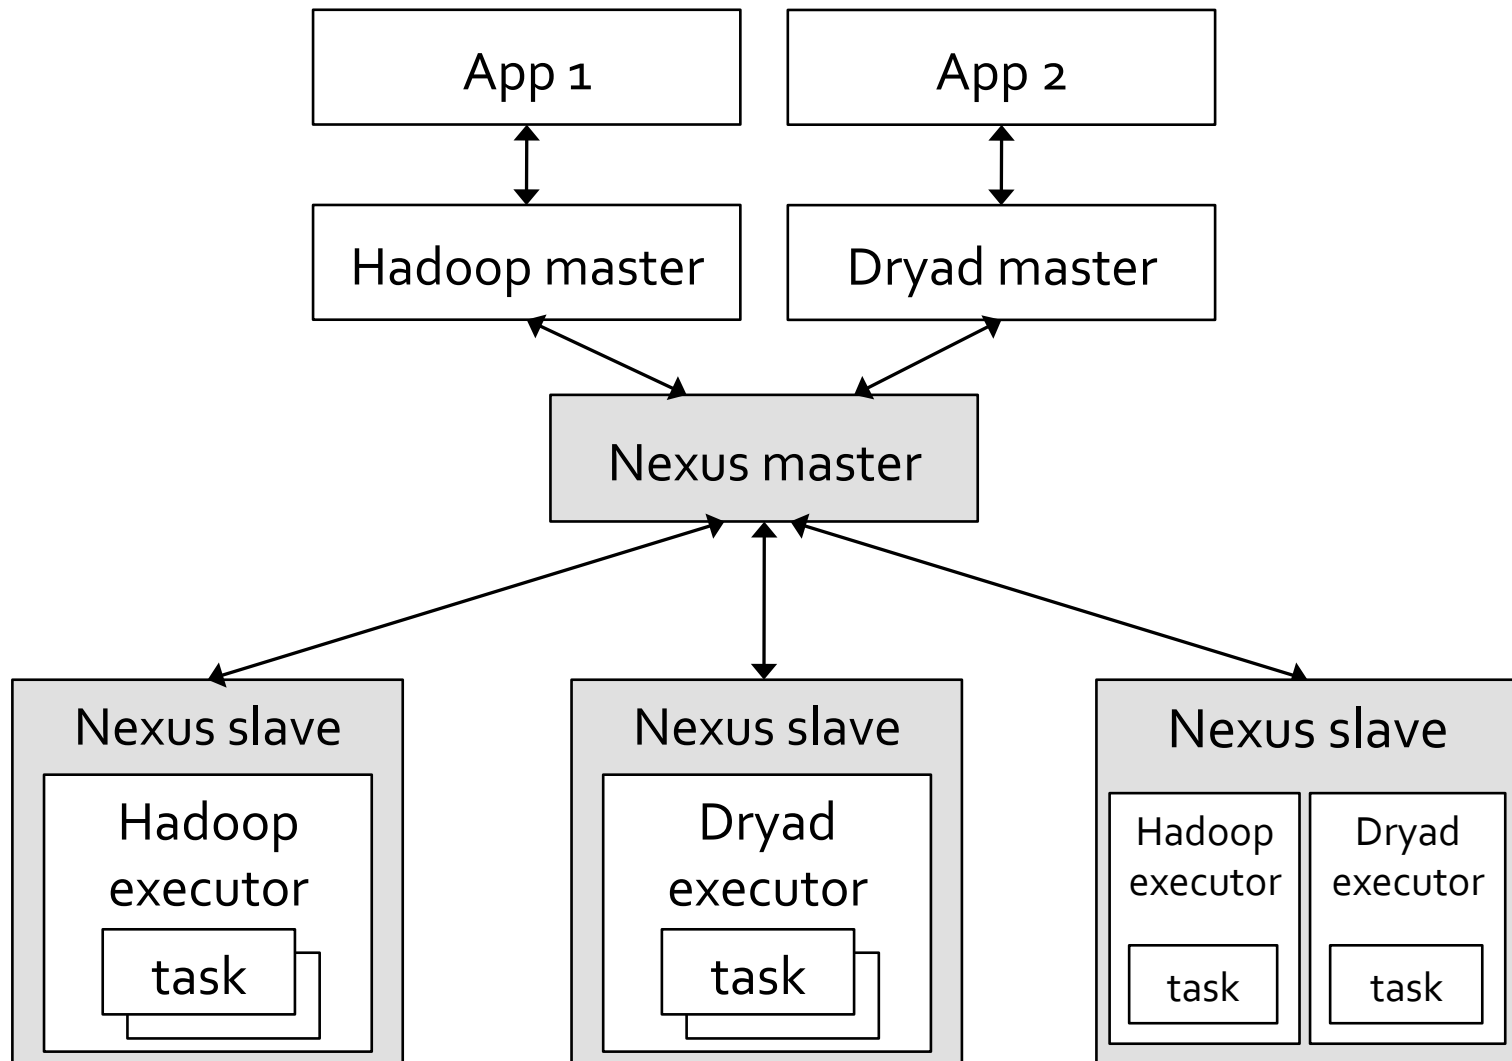 App 1
App 2
Hadoop master
Dryad master
Nexus master
Nexus slave
Hadoop
executor
task
Nexus slave
Dryad
executor
task
Nexus slave
Hadoop
executor
task
Dryad
executor
task